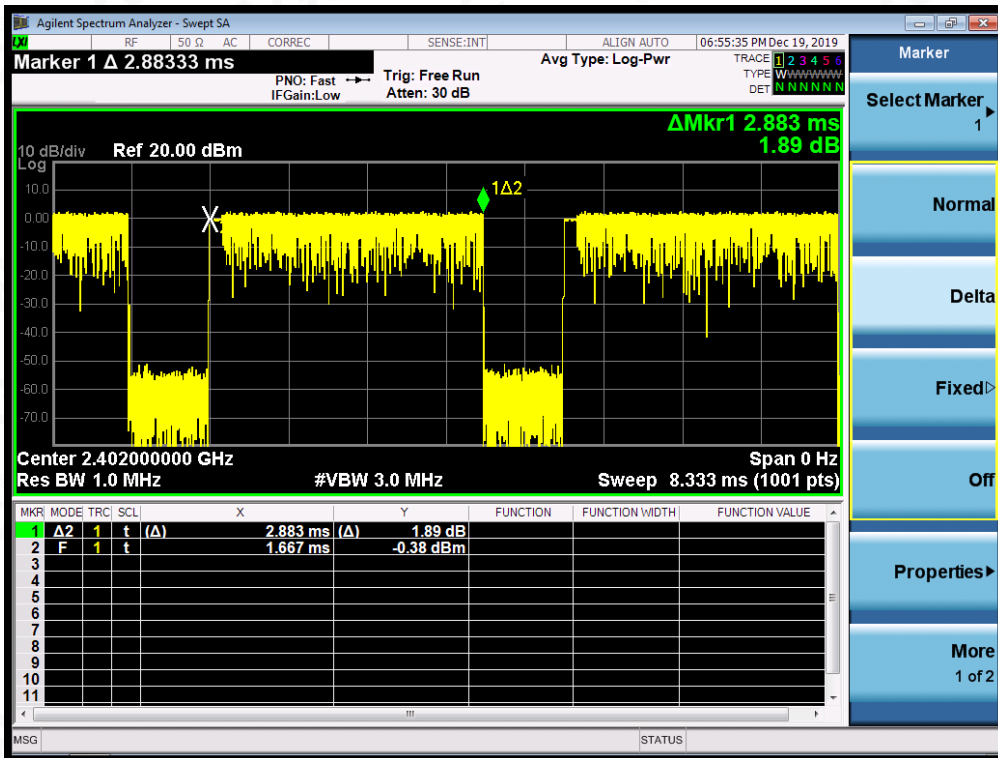 Agilent Spectrum Analyzer - Swept SA
LXI RF 50 Ω AC CORREC SENSE:INT ALIGN AUTO 06:55:35 PM Dec 19, 2019
Marker 1 Δ 2.88333 ms
PNO: Fast Trig: Free Run Avg Type: Log-Pwr TRACE 1 2 3 4 5 6
IFGain:Low Atten: 30 dB TYPE WWWWWW
DET N N N N N N
ΔMkr1 2.883 ms
10 dB/div Ref 20.00 dBm 1.89 dB
Log
10.0
1Δ2
0.00
-10.0
-20.0
-30.0
-40.0
-50.0
-60.0
-70.0
Center 2.402000000 GHz Span 0 Hz
Res BW 1.0 MHz #VBW 3.0 MHz Sweep 8.333 ms (1001 pts)
MKR MODE TRC SCL X Y FUNCTION FUNCTION WIDTH FUNCTION VALUE
1 Δ2 1 t (Δ) 2.883 ms (Δ) 1.89 dB
2 F 1 t 1.667 ms -0.38 dBm
3
4
5
6
7
8
9
10
11
MSG STATUS
Marker
Select Marker
1
Normal
Delta
Fixed
Off
Properties
More
1 of 2